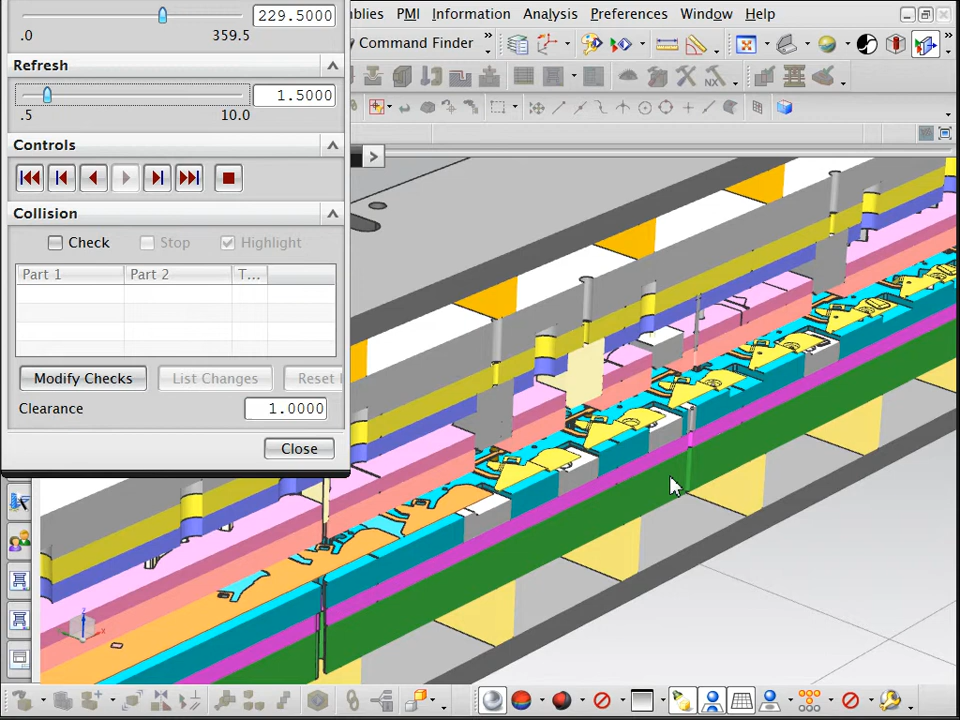 229.5000
.0 359.5
Refresh
1.5000
.5 10.0
Controls
Collision
Check Stop Highlight
Part 1 Part 2 T...
Modify Checks List Changes Reset
Clearance 1.0000
Close
PMI Information Analysis Preferences Window Help
Command Finder
NX